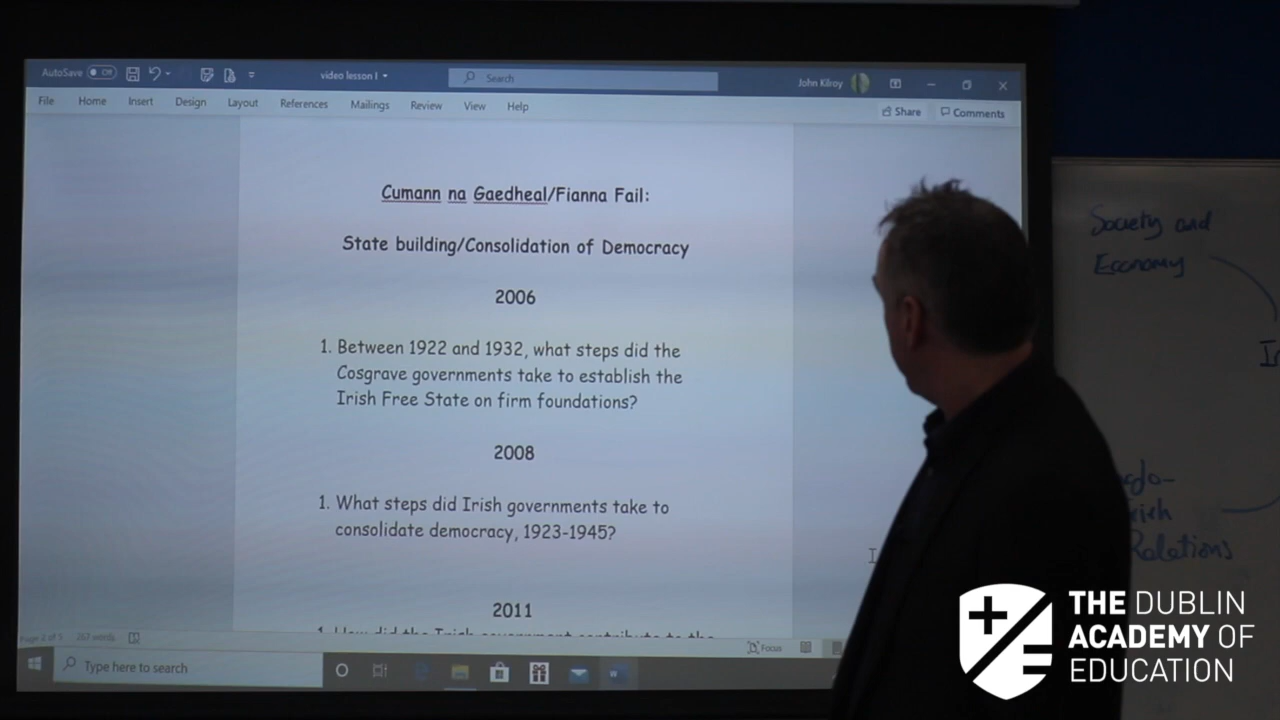 AutoSave Off
video lesson I
Search
John Kilroy
File Home Insert Design Layout References Mailings Review View Help
Share Comments
Cumann na Gaedheal/Fianna Fail:
State building/Consolidation of Democracy
2006
1. Between 1922 and 1932, what steps did the
Cosgrave governments take to establish the
Irish Free State on firm foundations?
2008
1. What steps did Irish governments take to
consolidate democracy, 1923-1945?
2011
267 words
Focus
Type here to search
Society and
Economy
Relations
THE DUBLIN
ACADEMY OF
EDUCATION